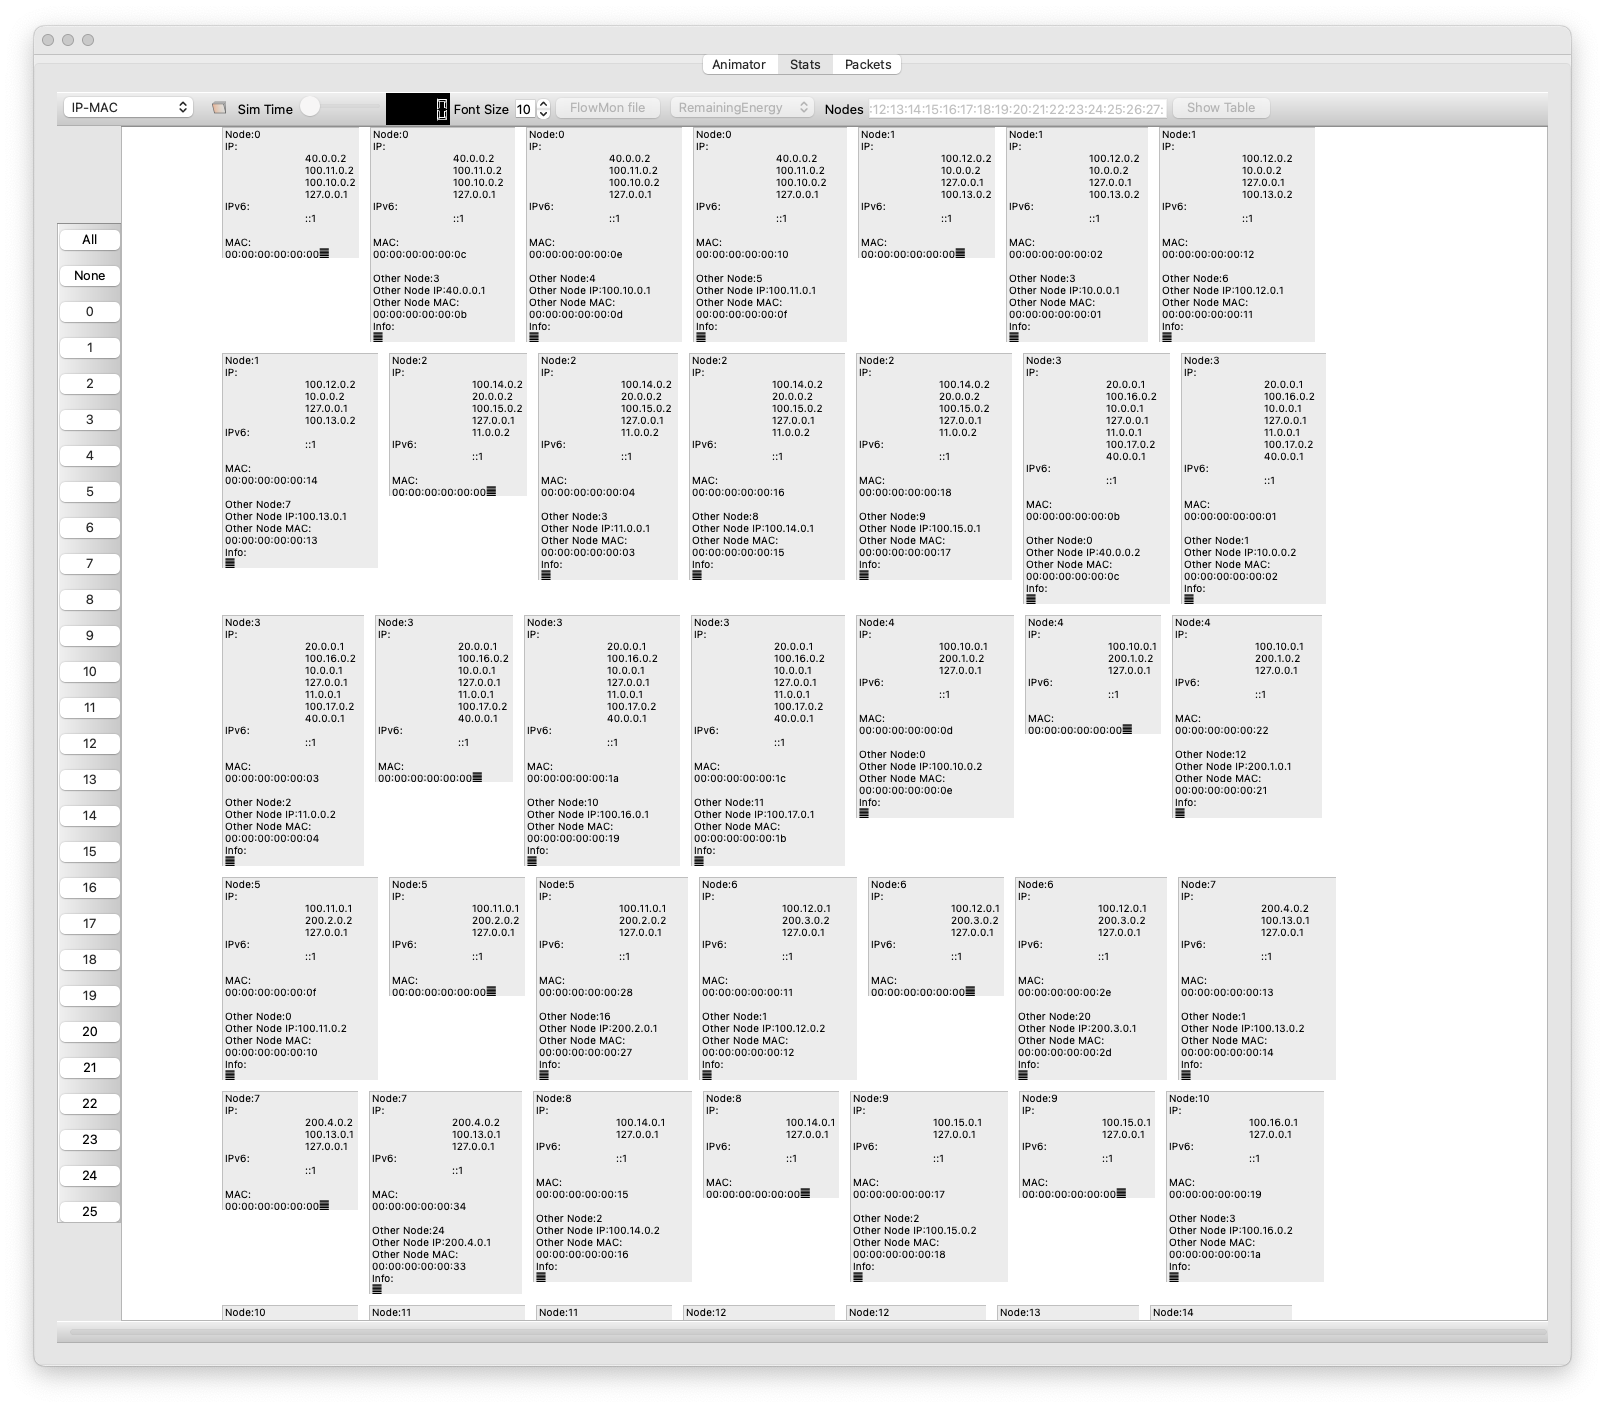 Animator Stats Packets
IP-MAC Sim Time Font Size 10 FlowMon file RemainingEnergy Nodes :12:13:14:15:16:17:18:19:20:21:22:23:24:25:26:27: Show Table
All
None
0
1
2
3
4
5
6
7
8
9
10
11
12
13
14
15
16
17
18
19
20
21
22
23
24
25
Node:0
IP:
40.0.0.2
100.11.0.2
100.10.0.2
127.0.0.1
IPv6:
::1
MAC:
00:00:00:00:00:00
Node:0
IP:
40.0.0.2
100.11.0.2
100.10.0.2
127.0.0.1
IPv6:
::1
MAC:
00:00:00:00:00:0c
Other Node:3
Other Node IP:40.0.0.1
Other Node MAC:
00:00:00:00:00:0b
Info:
Node:0
IP:
40.0.0.2
100.11.0.2
100.10.0.2
127.0.0.1
IPv6:
::1
MAC:
00:00:00:00:00:0e
Other Node:4
Other Node IP:100.10.0.1
Other Node MAC:
00:00:00:00:00:0d
Info:
Node:0
IP:
40.0.0.2
100.11.0.2
100.10.0.2
127.0.0.1
IPv6:
::1
MAC:
00:00:00:00:00:10
Other Node:5
Other Node IP:100.11.0.1
Other Node MAC:
00:00:00:00:00:0f
Info:
Node:1
IP:
100.12.0.2
10.0.0.2
127.0.0.1
100.13.0.2
IPv6:
::1
MAC:
00:00:00:00:00:00
Node:1
IP:
100.12.0.2
10.0.0.2
127.0.0.1
100.13.0.2
IPv6:
::1
MAC:
00:00:00:00:00:02
Other Node:3
Other Node IP:10.0.0.1
Other Node MAC:
00:00:00:00:00:01
Info:
Node:1
IP:
100.12.0.2
10.0.0.2
127.0.0.1
100.13.0.2
IPv6:
::1
MAC:
00:00:00:00:00:12
Other Node:6
Other Node IP:100.12.0.1
Other Node MAC:
00:00:00:00:00:11
Info:
Node:1
IP:
100.12.0.2
10.0.0.2
127.0.0.1
100.13.0.2
IPv6:
::1
MAC:
00:00:00:00:00:14
Other Node:7
Other Node IP:100.13.0.1
Other Node MAC:
00:00:00:00:00:13
Info:
Node:2
IP:
100.14.0.2
20.0.0.2
100.15.0.2
127.0.0.1
11.0.0.2
IPv6:
::1
MAC:
00:00:00:00:00:00
Node:2
IP:
100.14.0.2
20.0.0.2
100.15.0.2
127.0.0.1
11.0.0.2
IPv6:
::1
MAC:
00:00:00:00:00:04
Other Node:3
Other Node IP:11.0.0.1
Other Node MAC:
00:00:00:00:00:03
Info:
Node:2
IP:
100.14.0.2
20.0.0.2
100.15.0.2
127.0.0.1
11.0.0.2
IPv6:
::1
MAC:
00:00:00:00:00:16
Other Node:8
Other Node IP:100.14.0.1
Other Node MAC:
00:00:00:00:00:15
Info:
Node:2
IP:
100.14.0.2
20.0.0.2
100.15.0.2
127.0.0.1
11.0.0.2
IPv6:
::1
MAC:
00:00:00:00:00:18
Other Node:9
Other Node IP:100.15.0.1
Other Node MAC:
00:00:00:00:00:17
Info:
Node:3
IP:
20.0.0.1
100.16.0.2
10.0.0.1
127.0.0.1
11.0.0.1
100.17.0.2
40.0.0.1
IPv6:
::1
MAC:
00:00:00:00:00:0b
Other Node:0
Other Node IP:40.0.0.2
Other Node MAC:
00:00:00:00:00:0c
Info:
Node:3
IP:
20.0.0.1
100.16.0.2
10.0.0.1
127.0.0.1
11.0.0.1
100.17.0.2
40.0.0.1
IPv6:
::1
MAC:
00:00:00:00:00:01
Other Node:1
Other Node IP:10.0.0.2
Other Node MAC:
00:00:00:00:00:02
Info:
Node:3
IP:
20.0.0.1
100.16.0.2
10.0.0.1
127.0.0.1
11.0.0.1
100.17.0.2
40.0.0.1
IPv6:
::1
MAC:
00:00:00:00:00:03
Other Node:2
Other Node IP:11.0.0.2
Other Node MAC:
00:00:00:00:00:04
Info:
Node:3
IP:
20.0.0.1
100.16.0.2
10.0.0.1
127.0.0.1
11.0.0.1
100.17.0.2
40.0.0.1
IPv6:
::1
MAC:
00:00:00:00:00:00
Node:3
IP:
20.0.0.1
100.16.0.2
10.0.0.1
127.0.0.1
11.0.0.1
100.17.0.2
40.0.0.1
IPv6:
::1
MAC:
00:00:00:00:00:1a
Other Node:10
Other Node IP:100.16.0.1
Other Node MAC:
00:00:00:00:00:19
Info:
Node:3
IP:
20.0.0.1
100.16.0.2
10.0.0.1
127.0.0.1
11.0.0.1
100.17.0.2
40.0.0.1
IPv6:
::1
MAC:
00:00:00:00:00:1c
Other Node:11
Other Node IP:100.17.0.1
Other Node MAC:
00:00:00:00:00:1b
Info:
Node:4
IP:
100.10.0.1
200.1.0.2
127.0.0.1
IPv6:
::1
MAC:
00:00:00:00:00:0d
Other Node:0
Other Node IP:100.10.0.2
Other Node MAC:
00:00:00:00:00:0e
Info:
Node:4
IP:
100.10.0.1
200.1.0.2
127.0.0.1
IPv6:
::1
MAC:
00:00:00:00:00:00
Node:4
IP:
100.10.0.1
200.1.0.2
127.0.0.1
IPv6:
::1
MAC:
00:00:00:00:00:22
Other Node:12
Other Node IP:200.1.0.1
Other Node MAC:
00:00:00:00:00:21
Info:
Node:5
IP:
100.11.0.1
200.2.0.2
127.0.0.1
IPv6:
::1
MAC:
00:00:00:00:00:0f
Other Node:0
Other Node IP:100.11.0.2
Other Node MAC:
00:00:00:00:00:10
Info:
Node:5
IP:
100.11.0.1
200.2.0.2
127.0.0.1
IPv6:
::1
MAC:
00:00:00:00:00:00
Node:5
IP:
100.11.0.1
200.2.0.2
127.0.0.1
IPv6:
::1
MAC:
00:00:00:00:00:28
Other Node:16
Other Node IP:200.2.0.1
Other Node MAC:
00:00:00:00:00:27
Info:
Node:6
IP:
100.12.0.1
200.3.0.2
127.0.0.1
IPv6:
::1
MAC:
00:00:00:00:00:11
Other Node:1
Other Node IP:100.12.0.2
Other Node MAC:
00:00:00:00:00:12
Info:
Node:6
IP:
100.12.0.1
200.3.0.2
127.0.0.1
IPv6:
::1
MAC:
00:00:00:00:00:00
Node:6
IP:
100.12.0.1
200.3.0.2
127.0.0.1
IPv6:
::1
MAC:
00:00:00:00:00:2e
Other Node:20
Other Node IP:200.3.0.1
Other Node MAC:
00:00:00:00:00:2d
Info:
Node:7
IP:
200.4.0.2
100.13.0.1
127.0.0.1
IPv6:
::1
MAC:
00:00:00:00:00:13
Other Node:1
Other Node IP:100.13.0.2
Other Node MAC:
00:00:00:00:00:14
Info:
Node:7
IP:
200.4.0.2
100.13.0.1
127.0.0.1
IPv6:
::1
MAC:
00:00:00:00:00:00
Node:7
IP:
200.4.0.2
100.13.0.1
127.0.0.1
IPv6:
::1
MAC:
00:00:00:00:00:34
Other Node:24
Other Node IP:200.4.0.1
Other Node MAC:
00:00:00:00:00:33
Info:
Node:8
IP:
100.14.0.1
127.0.0.1
IPv6:
::1
MAC:
00:00:00:00:00:15
Other Node:2
Other Node IP:100.14.0.2
Other Node MAC:
00:00:00:00:00:16
Info:
Node:8
IP:
100.14.0.1
127.0.0.1
IPv6:
::1
MAC:
00:00:00:00:00:00
Node:9
IP:
100.15.0.1
127.0.0.1
IPv6:
::1
MAC:
00:00:00:00:00:17
Other Node:2
Other Node IP:100.15.0.2
Other Node MAC:
00:00:00:00:00:18
Info:
Node:9
IP:
100.15.0.1
127.0.0.1
IPv6:
::1
MAC:
00:00:00:00:00:00
Node:10
IP:
100.16.0.1
127.0.0.1
IPv6:
::1
MAC:
00:00:00:00:00:19
Other Node:3
Other Node IP:100.16.0.2
Other Node MAC:
00:00:00:00:00:1a
Info:
Node:10
Node:11
Node:11
Node:12
Node:12
Node:13
Node:14